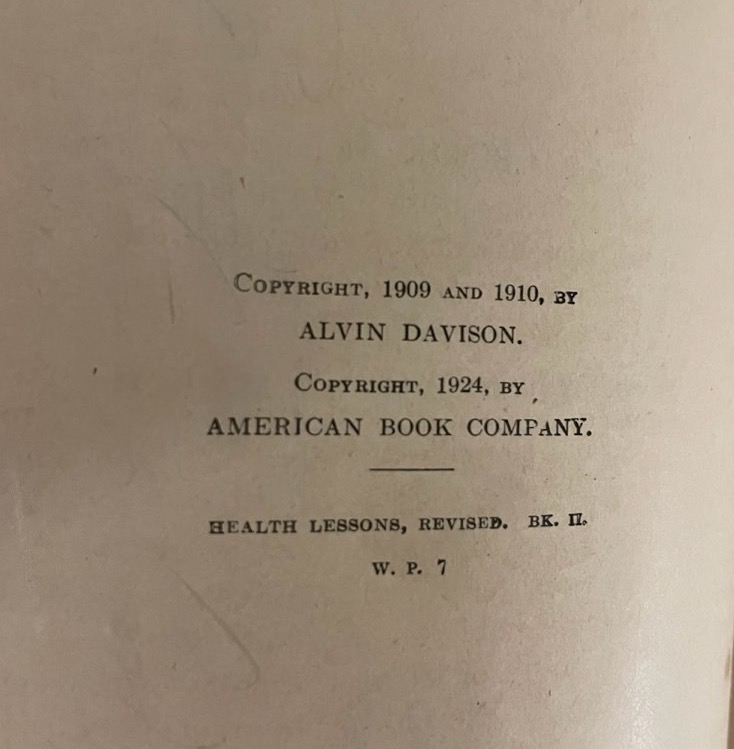 Copyright, 1909 and 1910, by
ALVIN DAVISON.
Copyright, 1924, by
AMERICAN BOOK COMPANY.
HEALTH LESSONS, REVISED. BK. II.
W. P. 7